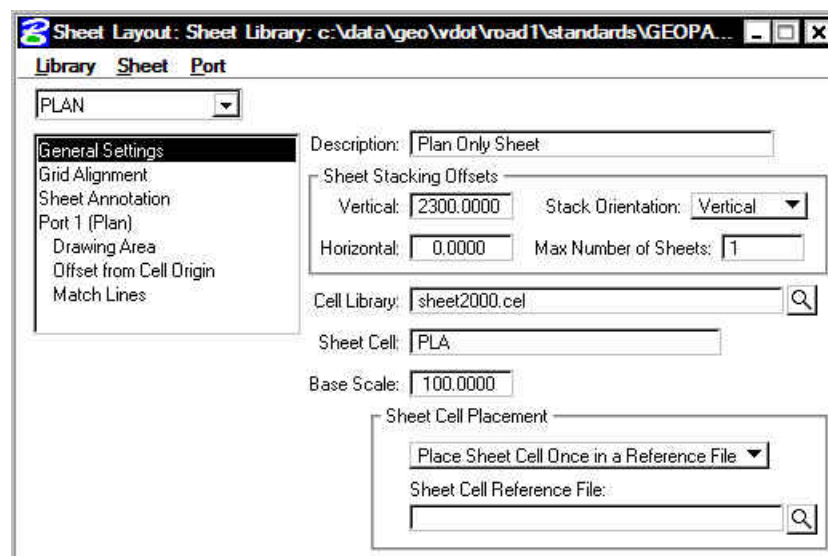 Sheet Layout: Sheet Library: c:\data\geo\vdot\road1\standards\GEOPA...
Library Sheet Port
PLAN
General Settings
Grid Alignment
Sheet Annotation
Port 1 (Plan)
Drawing Area
Offset from Cell Origin
Match Lines
Description: Plan Only Sheet
Sheet Stacking Offsets
Vertical: 2300.0000 Stack Orientation: Vertical
Horizontal: 0.0000 Max Number of Sheets: 1
Cell Library: sheet2000.cel
Sheet Cell: PLA
Base Scale: 100.0000
Sheet Cell Placement
Place Sheet Cell Once in a Reference File
Sheet Cell Reference File: